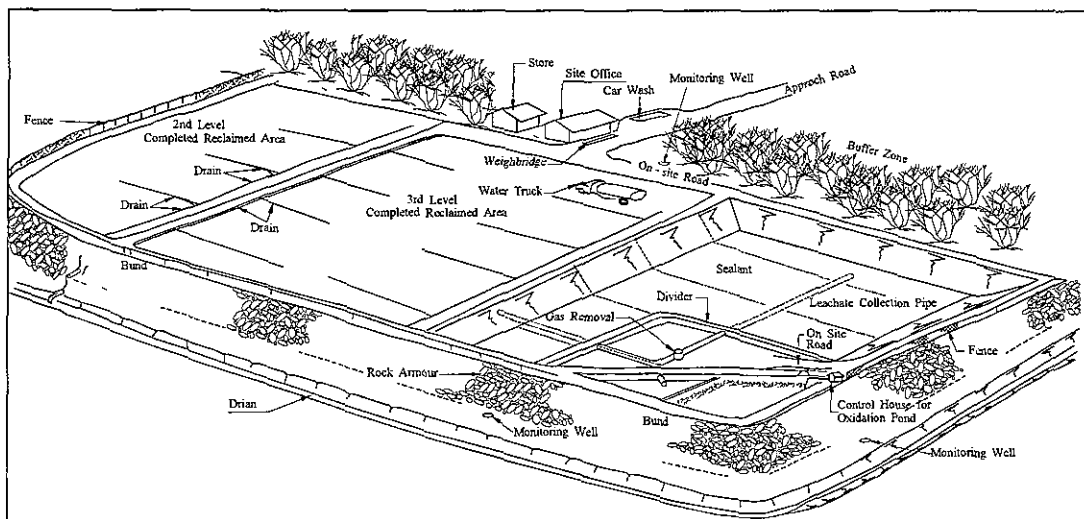 Store
Site Office
Monitoring Well
Car Wash
Approch Road
Fence
2nd Level
Completed Reclaimed Area
Weighbridge
Buffer Zone
On-site Road
Drain
Water Truck
3rd Level
Completed Reclaimed Area
Drain
Drain
Bund
Sealant
Divider
Leachate Collection Pipe
Gas Removal
On Site
Road
Fence
Rock Armour
Drian
Control House for
Oxidation Pond
Monitoring Well
Bund
Monitoring Well